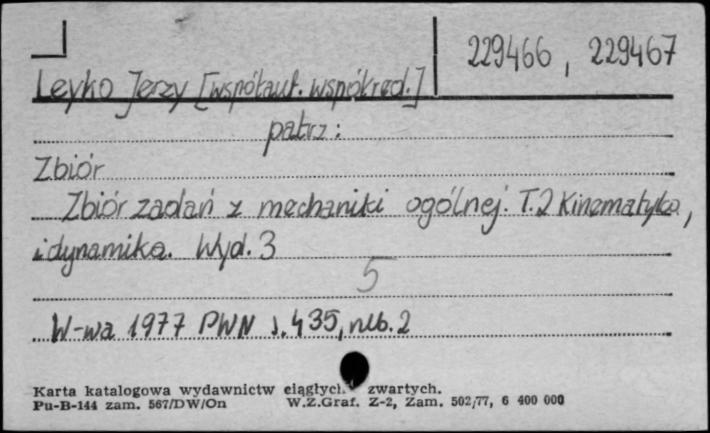 229466, 229467
Leyko Jerzy [współaut. współred.]
patrz:
Zbiór
Zbiór zadań z mechaniki ogólnej. T.2 Kinematyka,
i dynamika. Wyd. 3
5
W-wa 1977 PWN s. 435, nlb. 2
Karta katalogowa wydawnictw ciągłych zwartych.
Pu-B-144 zam. 567/DW/On W.Z.Graf. Z-2, Zam. 502/77, 6 400 000